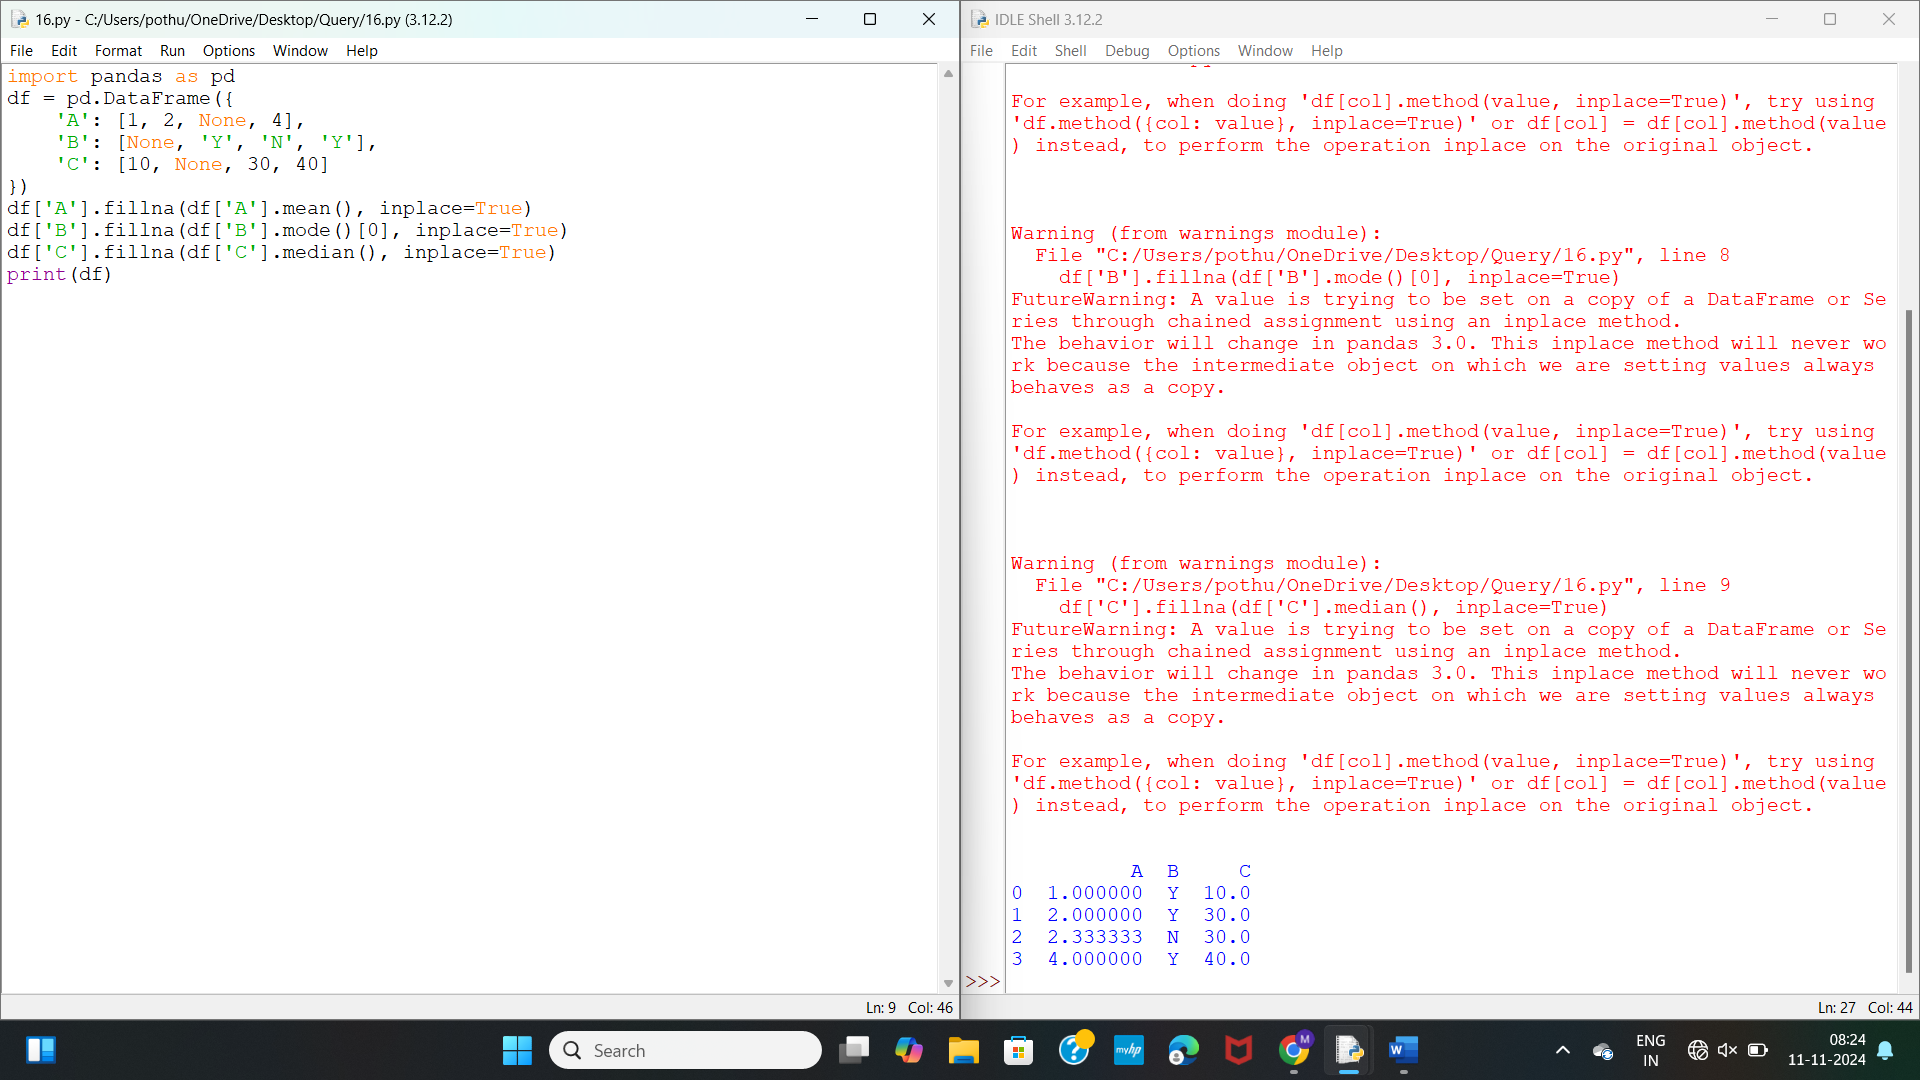 16.py - C:/Users/pothu/OneDrive/Desktop/Query/16.py (3.12.2)
File Edit Format Run Options Window Help
import pandas as pd
df = pd.DataFrame({
    'A': [1, 2, None, 4],
    'B': [None, 'Y', 'N', 'Y'],
    'C': [10, None, 30, 40]
})
df['A'].fillna(df['A'].mean(), inplace=True)
df['B'].fillna(df['B'].mode()[0], inplace=True)
df['C'].fillna(df['C'].median(), inplace=True)
print(df)
Ln: 9 Col: 46
IDLE Shell 3.12.2
File Edit Shell Debug Options Window Help
For example, when doing 'df[col].method(value, inplace=True)', try using
'df.method({col: value}, inplace=True)' or df[col] = df[col].method(value
) instead, to perform the operation inplace on the original object.
Warning (from warnings module):
  File "C:/Users/pothu/OneDrive/Desktop/Query/16.py", line 8
    df['B'].fillna(df['B'].mode()[0], inplace=True)
FutureWarning: A value is trying to be set on a copy of a DataFrame or Se
ries through chained assignment using an inplace method.
The behavior will change in pandas 3.0. This inplace method will never wo
rk because the intermediate object on which we are setting values always
behaves as a copy.
For example, when doing 'df[col].method(value, inplace=True)', try using
'df.method({col: value}, inplace=True)' or df[col] = df[col].method(value
) instead, to perform the operation inplace on the original object.
Warning (from warnings module):
  File "C:/Users/pothu/OneDrive/Desktop/Query/16.py", line 9
    df['C'].fillna(df['C'].median(), inplace=True)
FutureWarning: A value is trying to be set on a copy of a DataFrame or Se
ries through chained assignment using an inplace method.
The behavior will change in pandas 3.0. This inplace method will never wo
rk because the intermediate object on which we are setting values always
behaves as a copy.
For example, when doing 'df[col].method(value, inplace=True)', try using
'df.method({col: value}, inplace=True)' or df[col] = df[col].method(value
) instead, to perform the operation inplace on the original object.
          A  B     C
0  1.000000  Y  10.0
1  2.000000  Y  30.0
2  2.333333  N  30.0
3  4.000000  Y  40.0
>>>
Ln: 27 Col: 44
Search
myhp
M
W
ENG
IN
08:24
11-11-2024